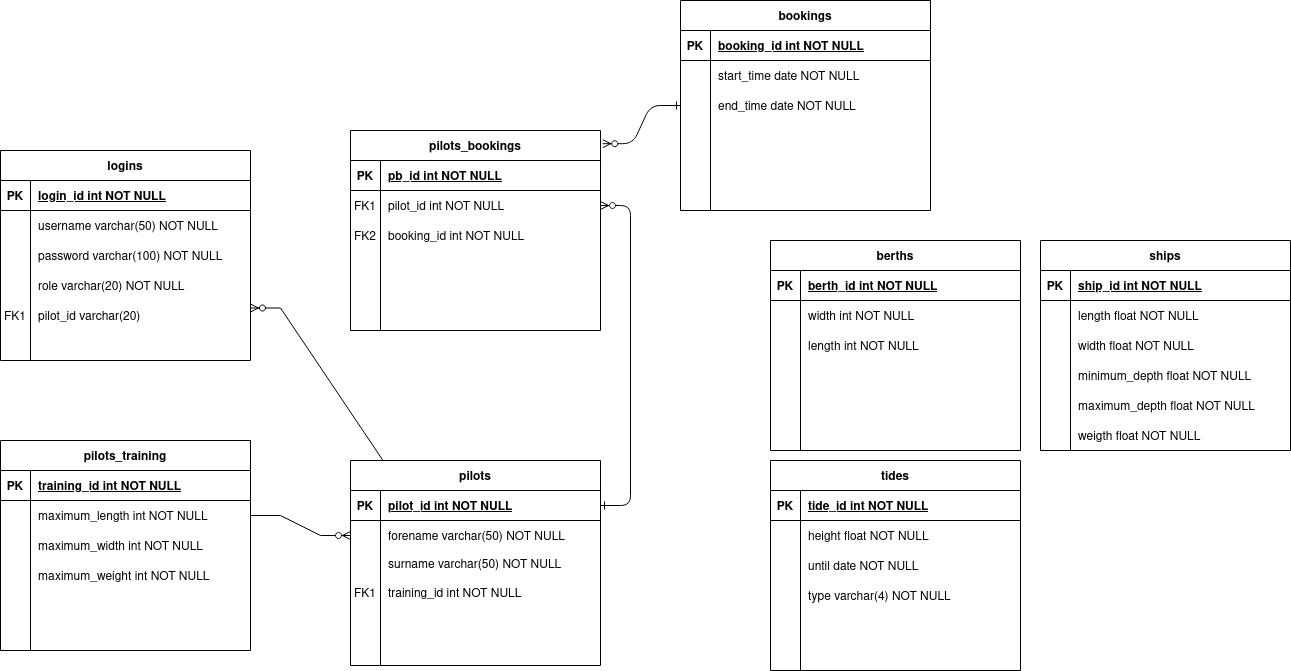 bookings
PK booking_id int NOT NULL
start_time date NOT NULL
end_time date NOT NULL
pilots_bookings
PK pb_id int NOT NULL
FK1 pilot_id int NOT NULL
FK2 booking_id int NOT NULL
logins
PK login_id int NOT NULL
username varchar(50) NOT NULL
password varchar(100) NOT NULL
role varchar(20) NOT NULL
FK1 pilot_id varchar(20)
berths
PK berth_id int NOT NULL
width int NOT NULL
length int NOT NULL
ships
PK ship_id int NOT NULL
length float NOT NULL
width float NOT NULL
minimum_depth float NOT NULL
maximum_depth float NOT NULL
weigth float NOT NULL
pilots_training
PK training_id int NOT NULL
maximum_length int NOT NULL
maximum_width int NOT NULL
maximum_weight int NOT NULL
pilots
PK pilot_id int NOT NULL
forename varchar(50) NOT NULL
surname varchar(50) NOT NULL
FK1 training_id int NOT NULL
tides
PK tide_id int NOT NULL
height float NOT NULL
until date NOT NULL
type varchar(4) NOT NULL